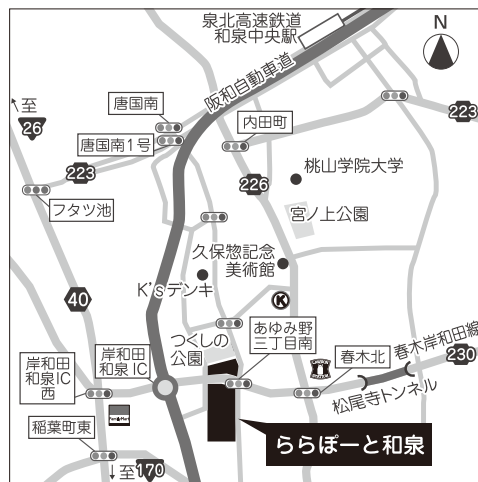 泉北高速鉄道
和泉中央駅
N
阪和自動車道
至
26
唐国南
唐国南1号
内田町
223
223
フタツ池
226
桃山学院大学
宮ノ上公園
久保惣記念
美術館
K'sデンキ
K
40
つくしの
公園
あゆみ野
三丁目南
岸和田
和泉IC
岸和田
和泉IC
西
春木北
春木岸和田線
230
松尾寺トンネル
FamilyMart
稲葉町東
至
170
ららぽーと和泉